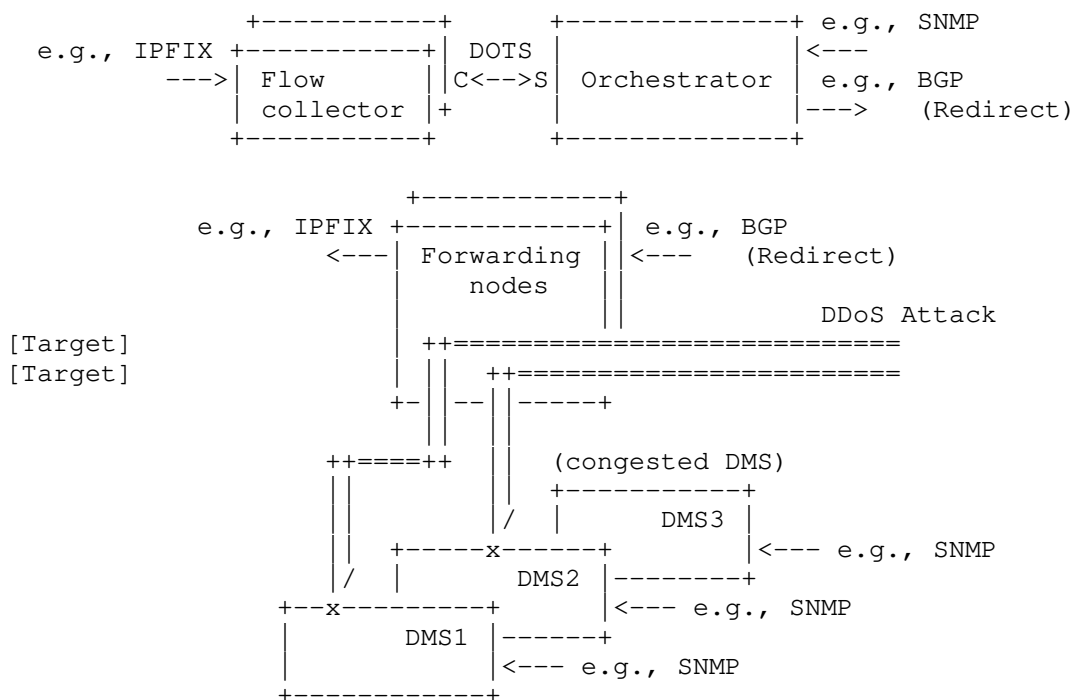 e.g., SNMP
e.g., IPFIX DOTS <---
---> Flow C<-->S Orchestrator e.g., BGP
collector ---> (Redirect)
e.g., IPFIX e.g., BGP
<--- Forwarding <--- (Redirect)
nodes
DDoS Attack
[Target]
[Target]
(congested DMS)
DMS3
x <--- e.g., SNMP
DMS2
x <--- e.g., SNMP
DMS1
<--- e.g., SNMP